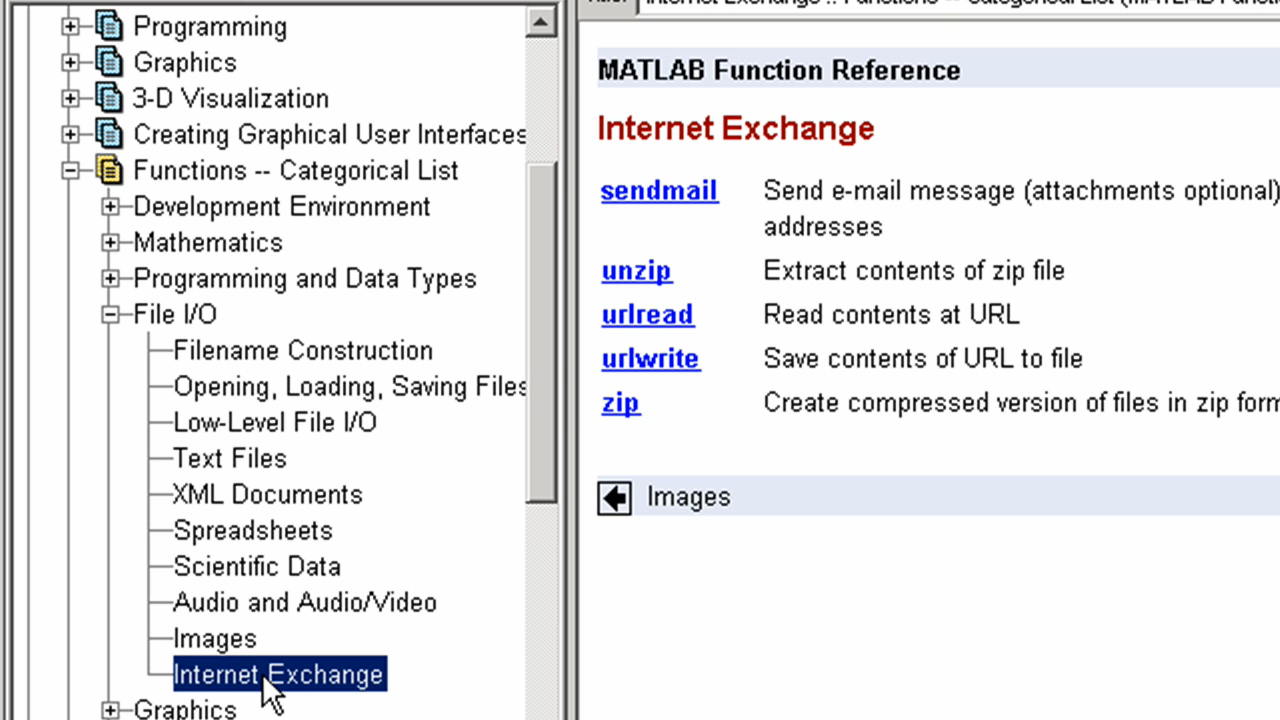 Programming
Graphics
3-D Visualization
Creating Graphical User Interfaces
Functions -- Categorical List
Development Environment
Mathematics
Programming and Data Types
File I/O
Filename Construction
Opening, Loading, Saving Files
Low-Level File I/O
Text Files
XML Documents
Spreadsheets
Scientific Data
Audio and Audio/Video
Images
Internet Exchange
Graphics
MATLAB Function Reference
Internet Exchange
sendmail Send e-mail message (attachments optional)
addresses
unzip Extract contents of zip file
urlread Read contents at URL
urlwrite Save contents of URL to file
zip Create compressed version of files in zip
Images